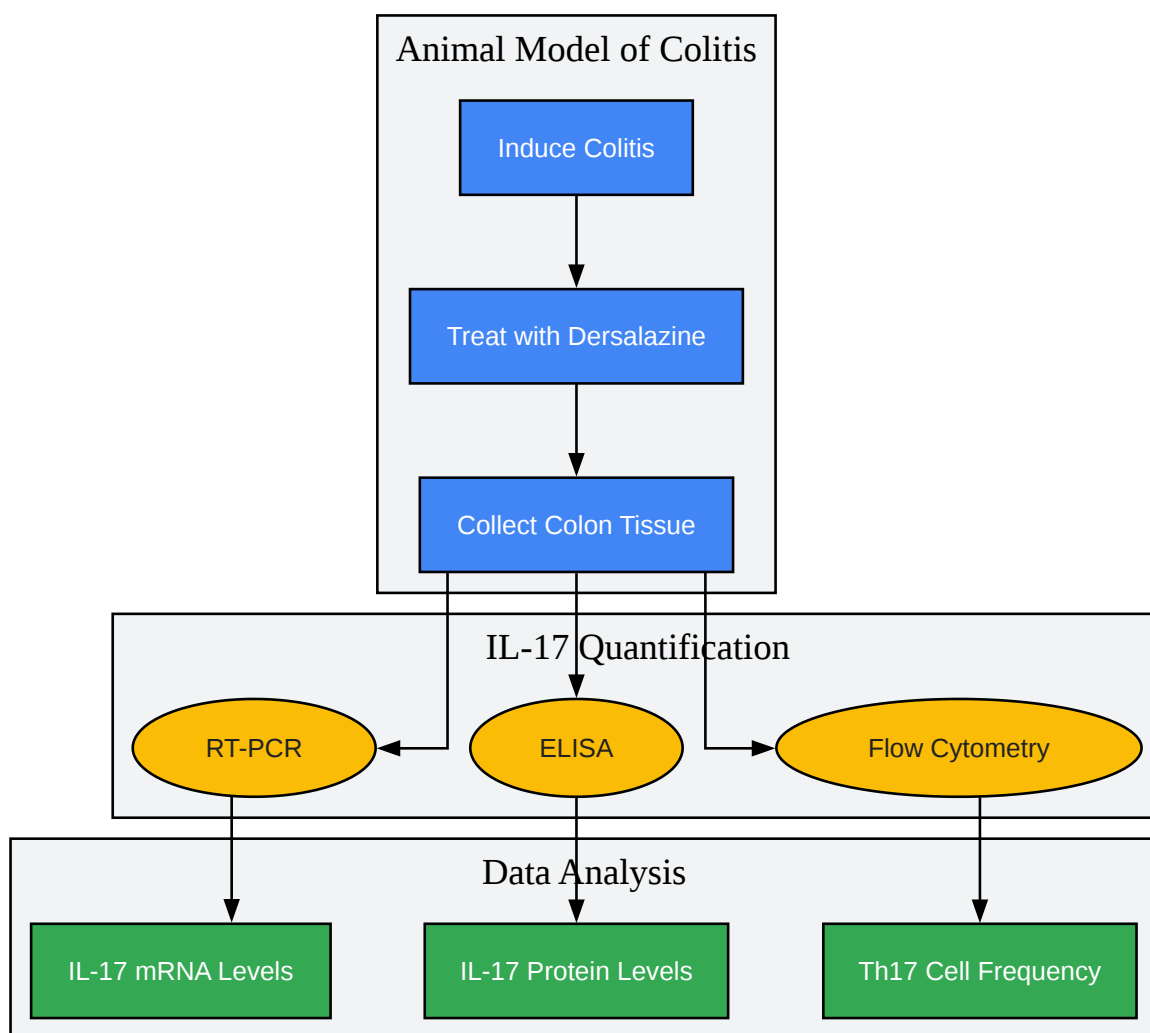 Animal Model of Colitis
Induce Colitis
Treat with Dersalazine
Collect Colon Tissue
IL-17 Quantification
RT-PCR
ELISA
Flow Cytometry
Data Analysis
IL-17 mRNA Levels
IL-17 Protein Levels
Th17 Cell Frequency